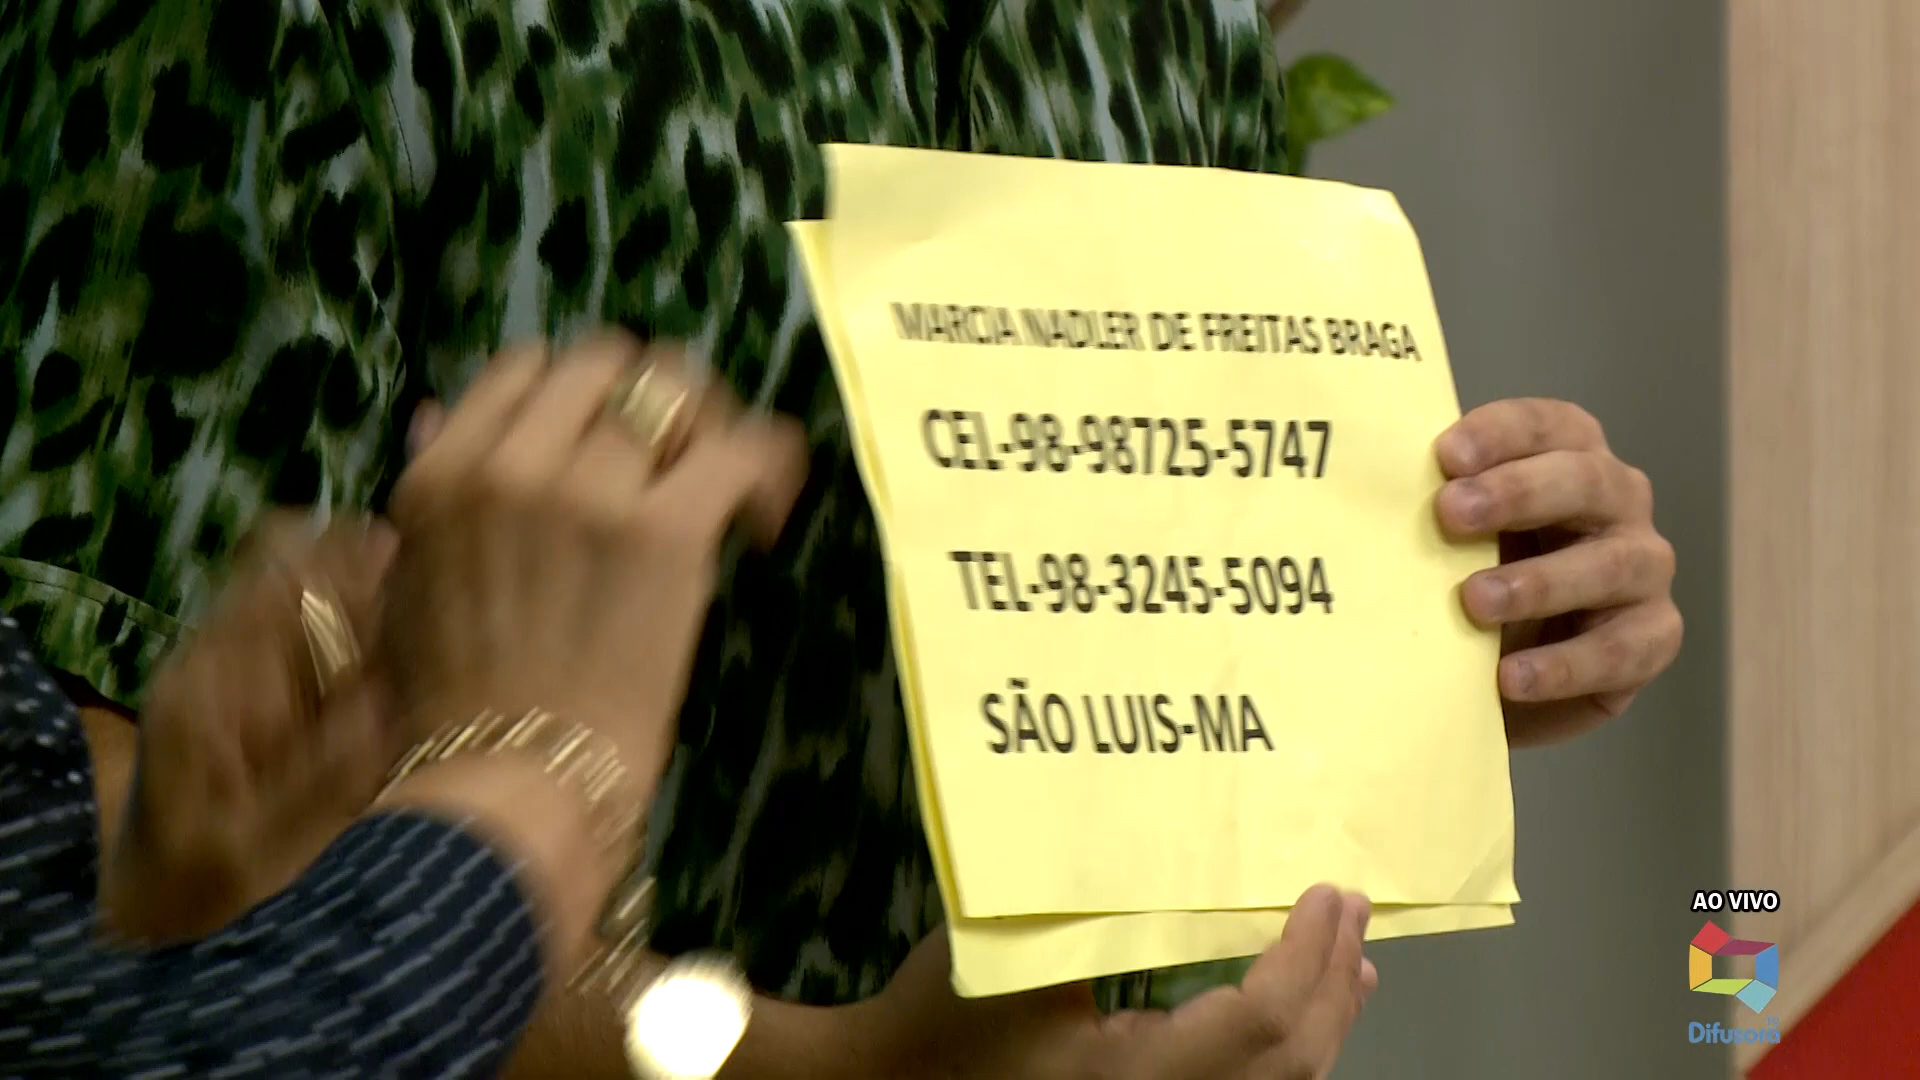 MARCIA NADLER DE FREITAS BRAGA
CEL-98-98725-5747
TEL-98-3245-5094
SÃO LUIS-MA
AO VIVO
TV
Difusora